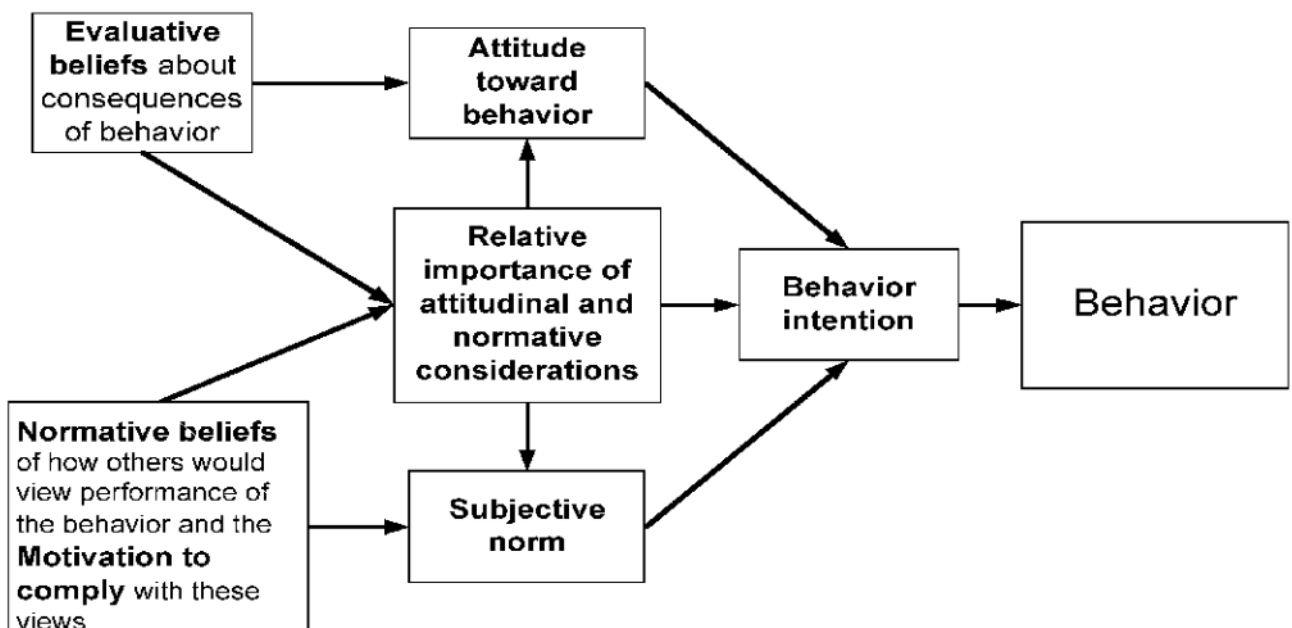 Evaluative
beliefs about
consequences
of behavior
Attitude
toward
behavior
Relative
importance of
attitudinal and
normative
considerations
Behavior
intention
Behavior
Normative beliefs
of how others would
view performance of
the behavior and the
Motivation to
comply with these
views
Subjective
norm